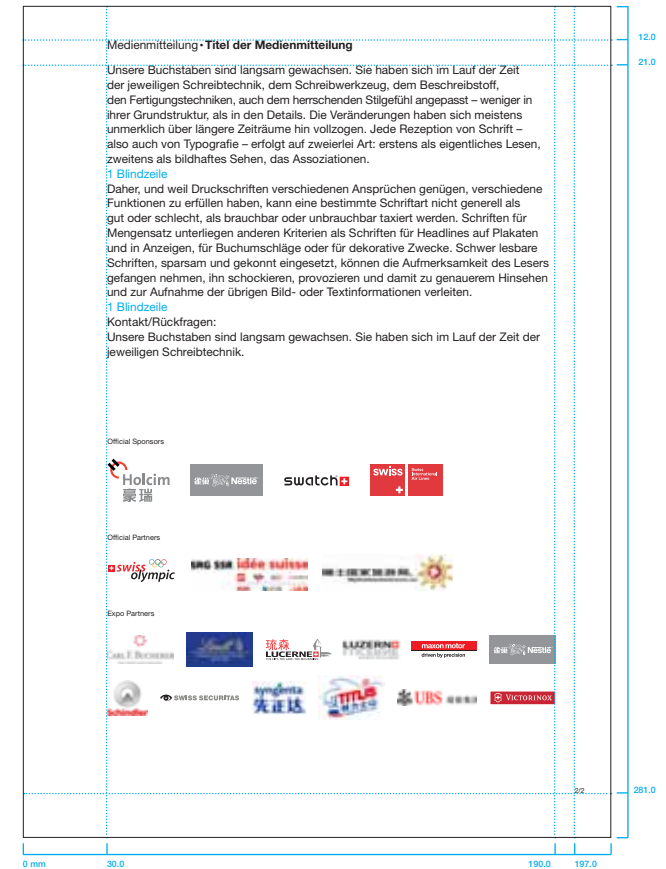 12.0
Medienmitteilung • Titel der Medienmitteilung
21.0
Unsere Buchstaben sind langsam gewachsen. Sie haben sich im Lauf der Zeit
der jeweiligen Schreibtechnik, dem Schreibwerkzeug, dem Beschreibstoff,
den Fertigungstechniken, auch dem herrschenden Stilgefühl angepasst – weniger in
ihrer Grundstruktur, als in den Details. Die Veränderungen haben sich meistens
unmerklich über längere Zeiträume hin vollzogen. Jede Rezeption von Schrift –
also auch von Typografie – erfolgt auf zweierlei Art: erstens als eigentliches Lesen,
zweitens als bildhaftes Sehen, das Assoziationen.
1 Blindzeile
Daher, und weil Druckschriften verschiedenen Ansprüchen genügen, verschiedene
Funktionen zu erfüllen haben, kann eine bestimmte Schriftart nicht generell als
gut oder schlecht, als brauchbar oder unbrauchbar taxiert werden. Schriften für
Mengensatz unterliegen anderen Kriterien als Schriften für Headlines auf Plakaten
und in Anzeigen, für Buchumschläge oder für dekorative Zwecke. Schwer lesbare
Schriften, sparsam und gekonnt eingesetzt, können die Aufmerksamkeit des Lesers
gefangen nehmen, ihn schockieren, provozieren und damit zu genauerem Hinsehen
und zur Aufnahme der übrigen Bild- oder Textinformationen verleiten.
1 Blindzeile
Kontakt/Rückfragen:
Unsere Buchstaben sind langsam gewachsen. Sie haben sich im Lauf der Zeit der
jeweiligen Schreibtechnik.
Official Sponsors
Holcim
豪瑞
Nestlé
swatch
swiss
Swiss International Air Lines
Official Partners
swiss olympic
SRG SSR idée suisse
Expo Partners
CARL F. BUCHERER
琉森
LUCERNE
LUZERN
maxon motor
driven by precision
Nestlé
Schindler
SWISS SECURITAS
syngenta
先正达
TITLIS
UBS
VICTORINOX
2/2
281.0
0 mm
30.0
190.0
197.0